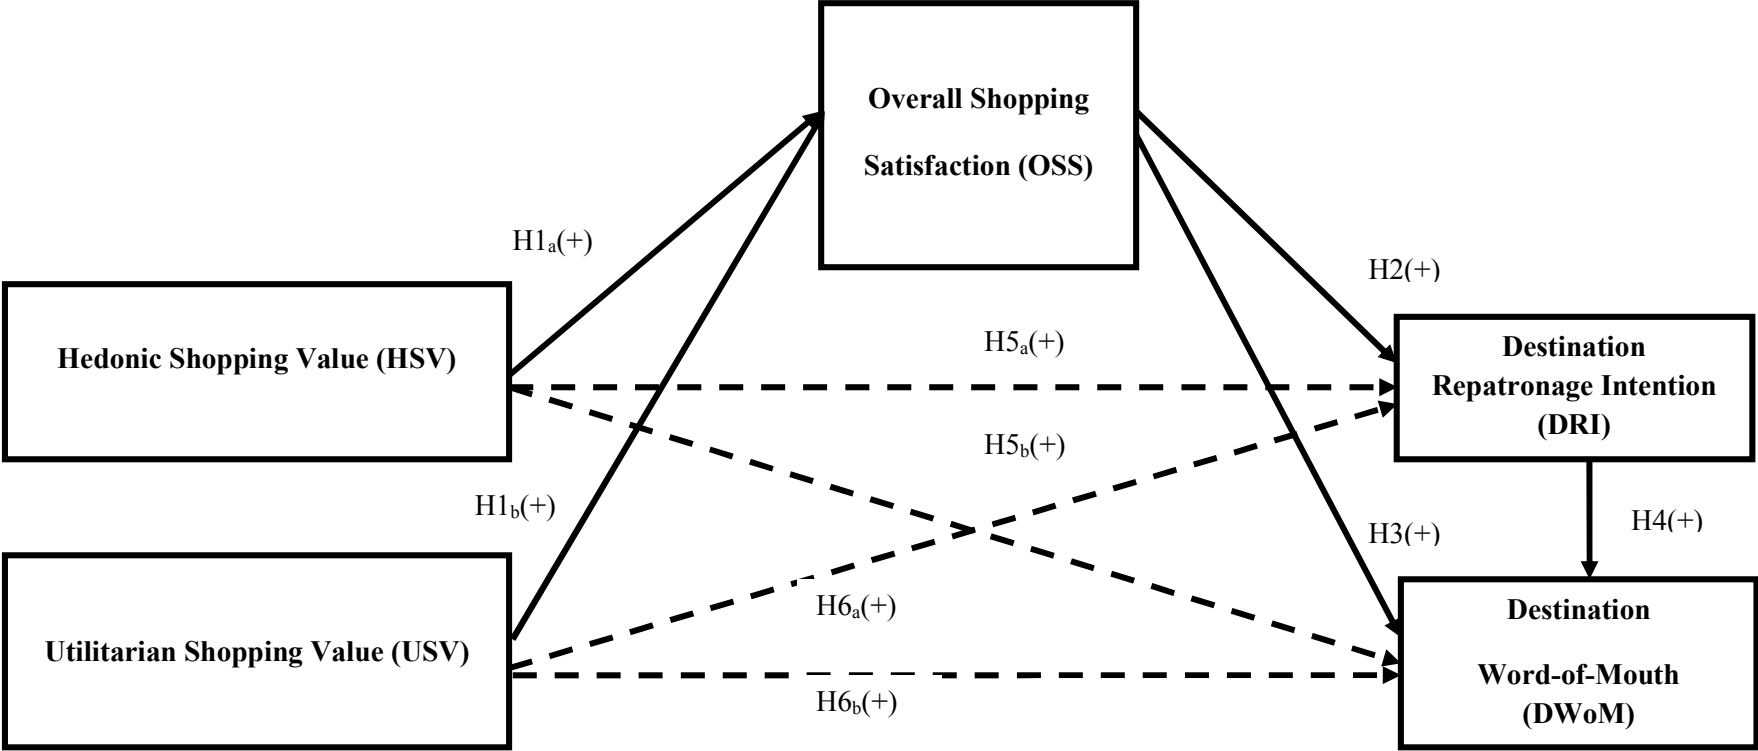 Overall Shopping
Satisfaction (OSS)
H1a(+)
H2(+)
Hedonic Shopping Value (HSV)
H5a(+)
Destination
Repatronage Intention
(DRI)
H5b(+)
H1b(+)
H3(+)
H4(+)
H6a(+)
Utilitarian Shopping Value (USV)
H6b(+)
Destination
Word-of-Mouth
(DWoM)